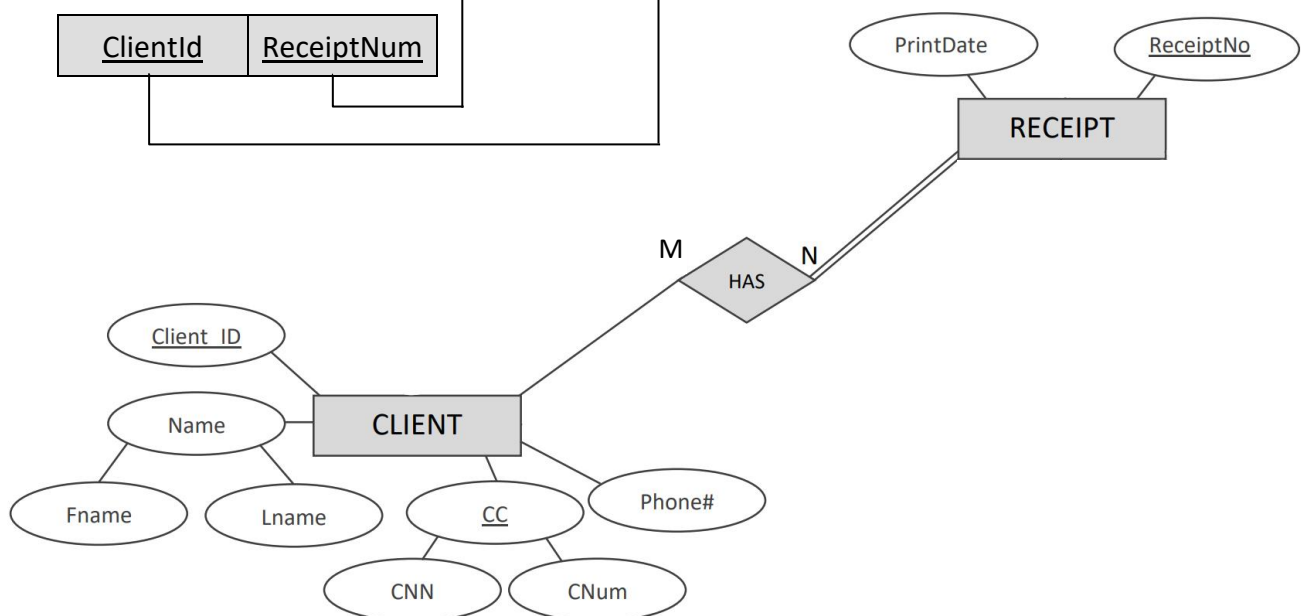 ClientId ReceiptNum
PrintDate
ReceiptNo
RECEIPT
M
N
HAS
Client_ID
Name
CLIENT
Fname
Lname
CC
Phone#
CNN
CNum